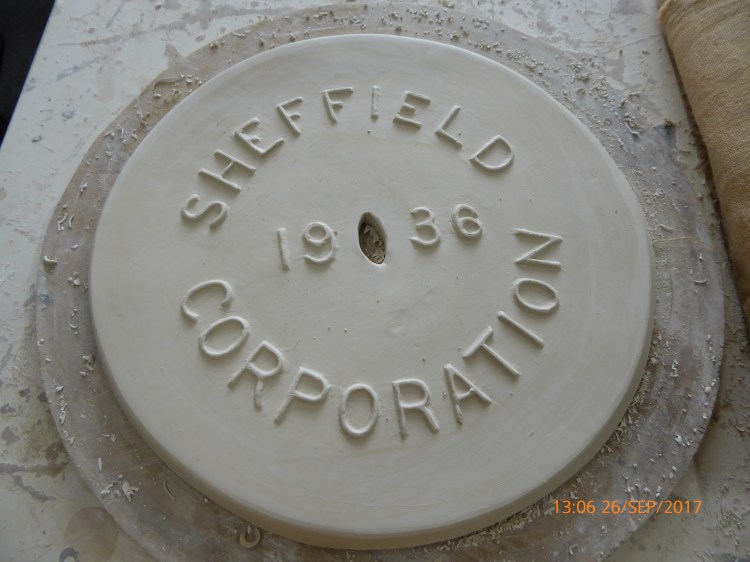 SHEFFIELD
19 36
CORPORATION
13:06 26/SEP/2017